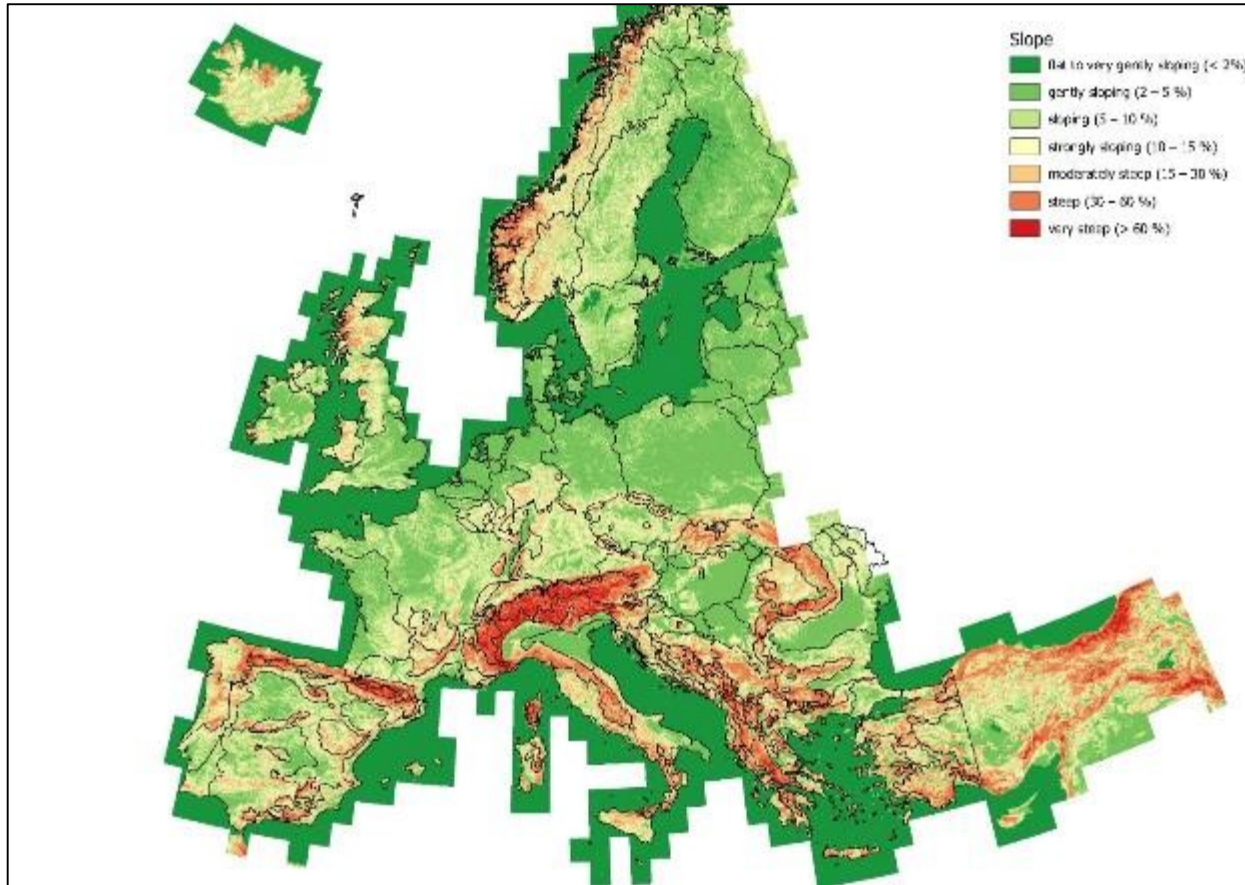 Slope
flat to very gently sloping (< 2%)
gently sloping (2 – 5 %)
sloping (5 – 10 %)
strongly sloping (10 – 15 %)
moderately steep (15 – 30 %)
steep (30 – 60 %)
very steep (> 60 %)